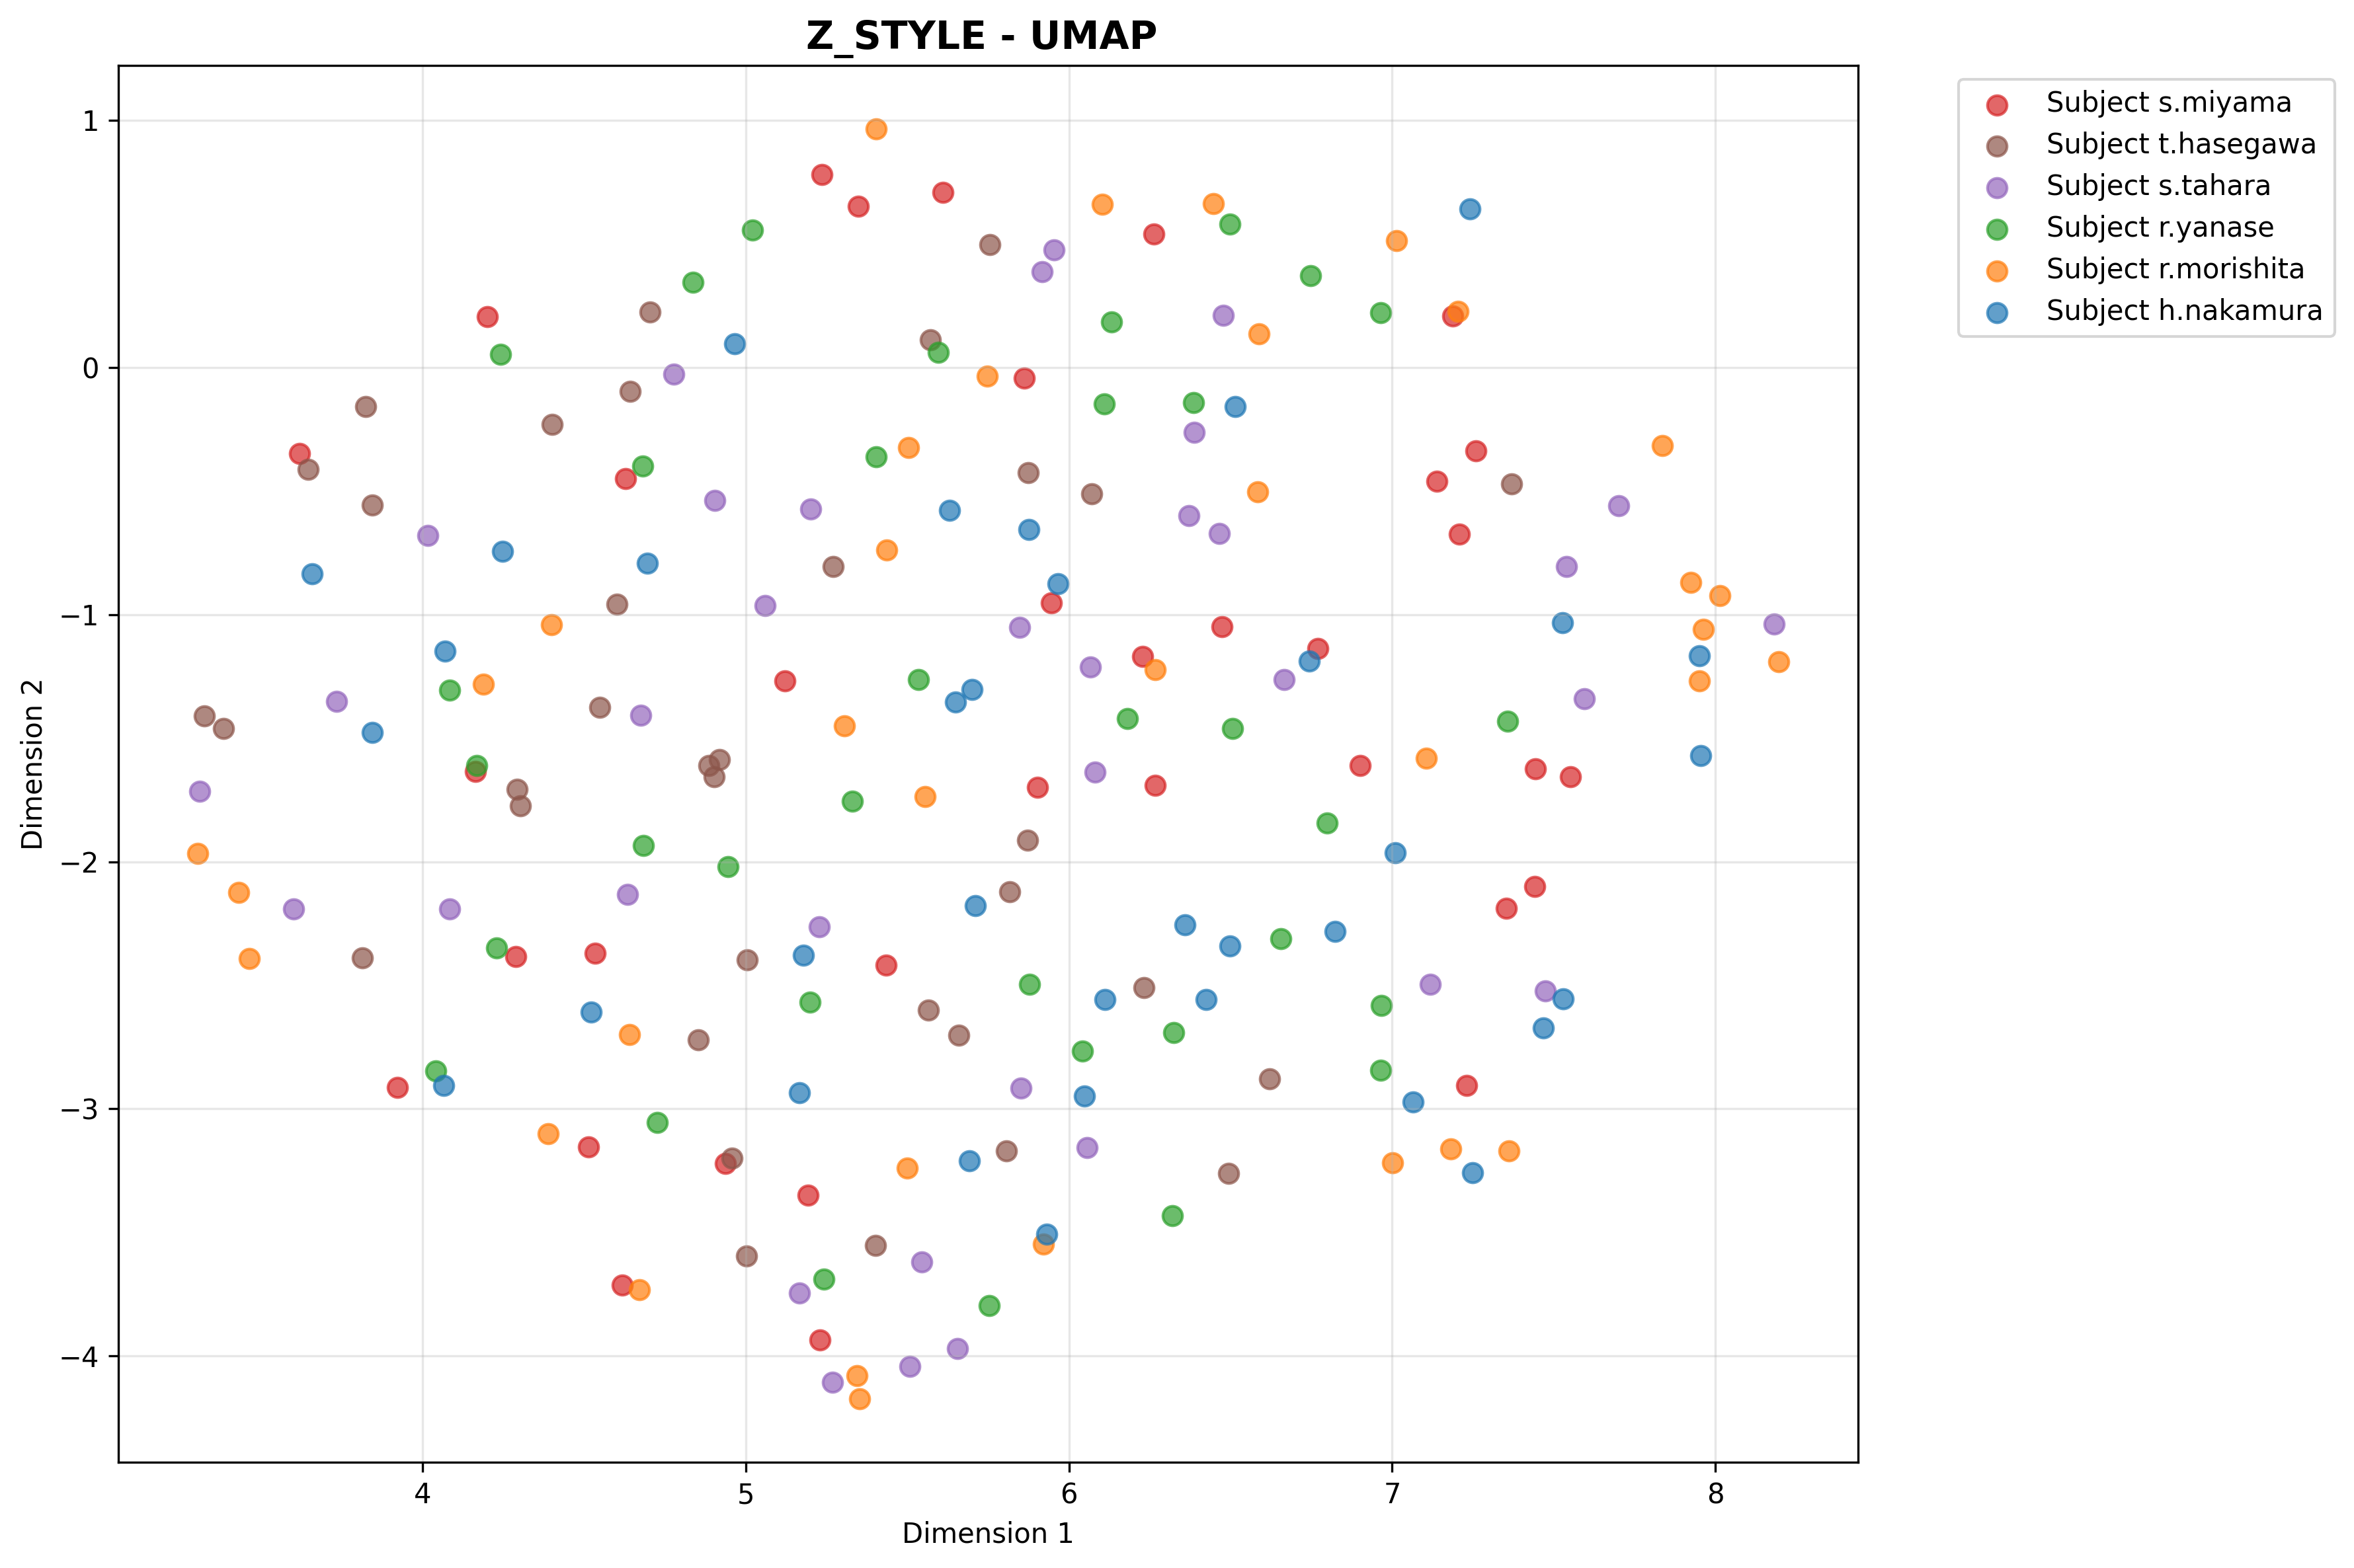 Z_STYLE - UMAP
Subject s.miyama
Subject t.hasegawa
Subject s.tahara
Subject r.yanase
Subject r.morishita
Subject h.nakamura
1
0
−1
−2
−3
−4
Dimension 2
4 5 6 7 8
Dimension 1